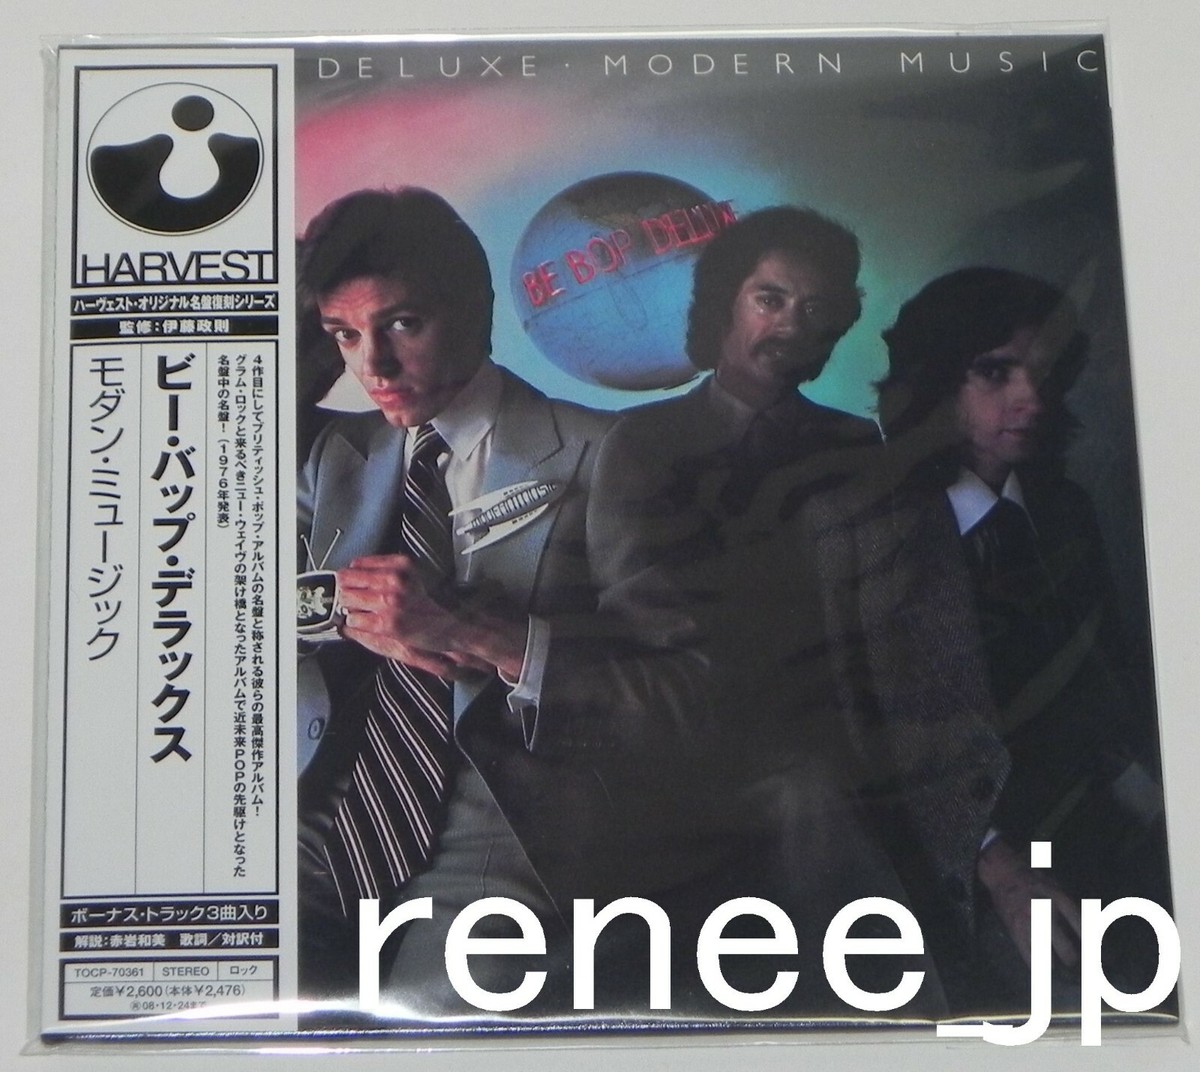 DELUXE · MODERN MUSIC
BE BOP DELUXE
HARVEST
ハーヴェスト・オリジナル名盤復刻シリーズ
監修：伊藤政則
4作目にしてブリティッシュ・ポップ・アルバムの名盤と称される彼らの最高傑作アルバム！
グラム・ロックと来るべきニュー・ウェイヴの架け橋となったアルバムで近未来POPの先駆けとなった
名盤中の名盤！（1976年発表）
ビー・バップ・デラックス
モダン・ミュージック
ボーナス・トラック3曲入り
解説：赤岩和美 歌詞／対訳付
TOCP-70361 STEREO ロック
定価￥2,600（本体￥2,476）
08・12・24まで
renee_jp